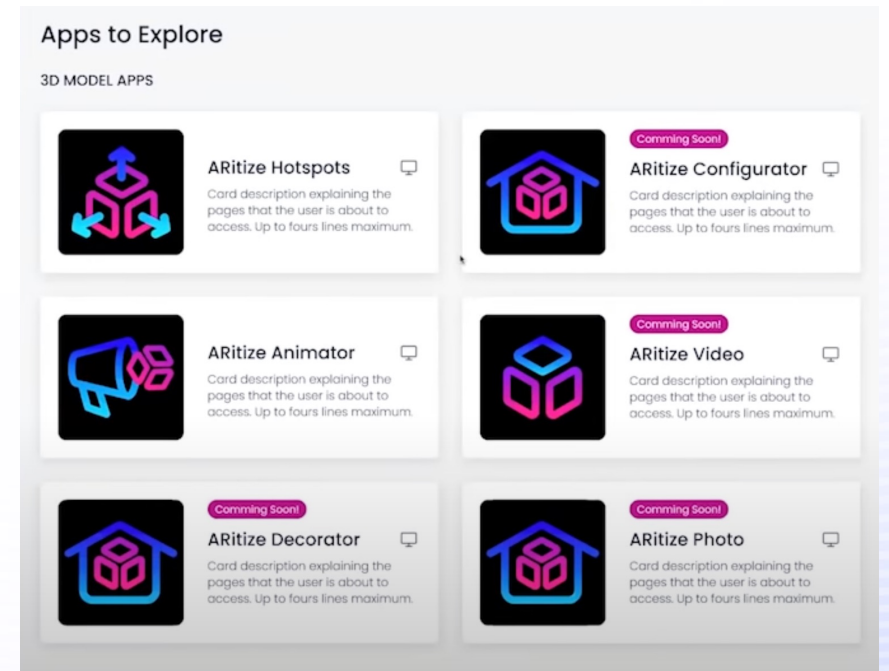 Apps to Explore
3D MODEL APPS
ARitize Hotspots
Card description explaining the
pages that the user is about to
access. Up to fours lines maximum.
Comming Soon!
ARitize Configurator
Card description explaining the
pages that the user is about to
access. Up to fours lines maximum.
ARitize Animator
Card description explaining the
pages that the user is about to
access. Up to fours lines maximum.
Comming Soon!
ARitize Video
Card description explaining the
pages that the user is about to
access. Up to fours lines maximum.
Comming Soon!
ARitize Decorator
Card description explaining the
pages that the user is about to
access. Up to fours lines maximum.
Comming Soon!
ARitize Photo
Card description explaining the
pages that the user is about to
access. Up to fours lines maximum.